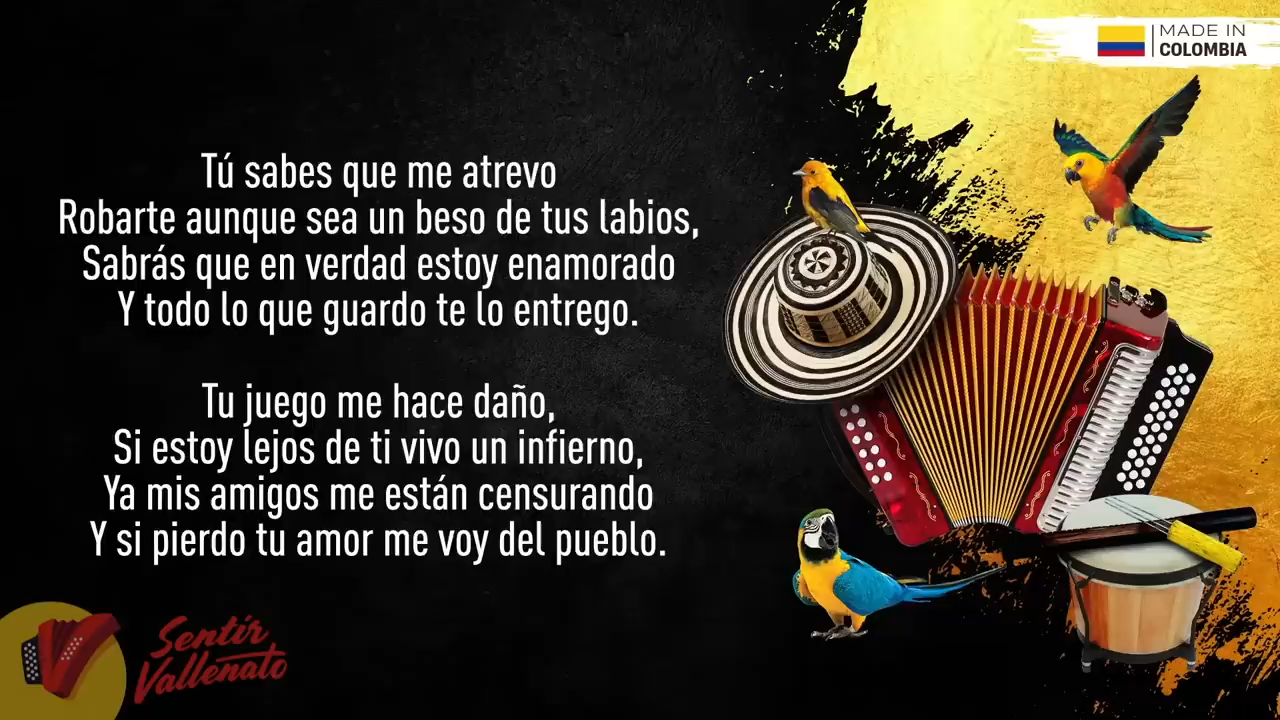 MADE IN
COLOMBIA
Tú sabes que me atrevo
Robarte aunque sea un beso de tus labios,
Sabrás que en verdad estoy enamorado
Y todo lo que guardo te lo entrego.
Tu juego me hace daño,
Si estoy lejos de ti vivo un infierno,
Ya mis amigos me están censurando
Y si pierdo tu amor me voy del pueblo.
Sentir
Vallenato